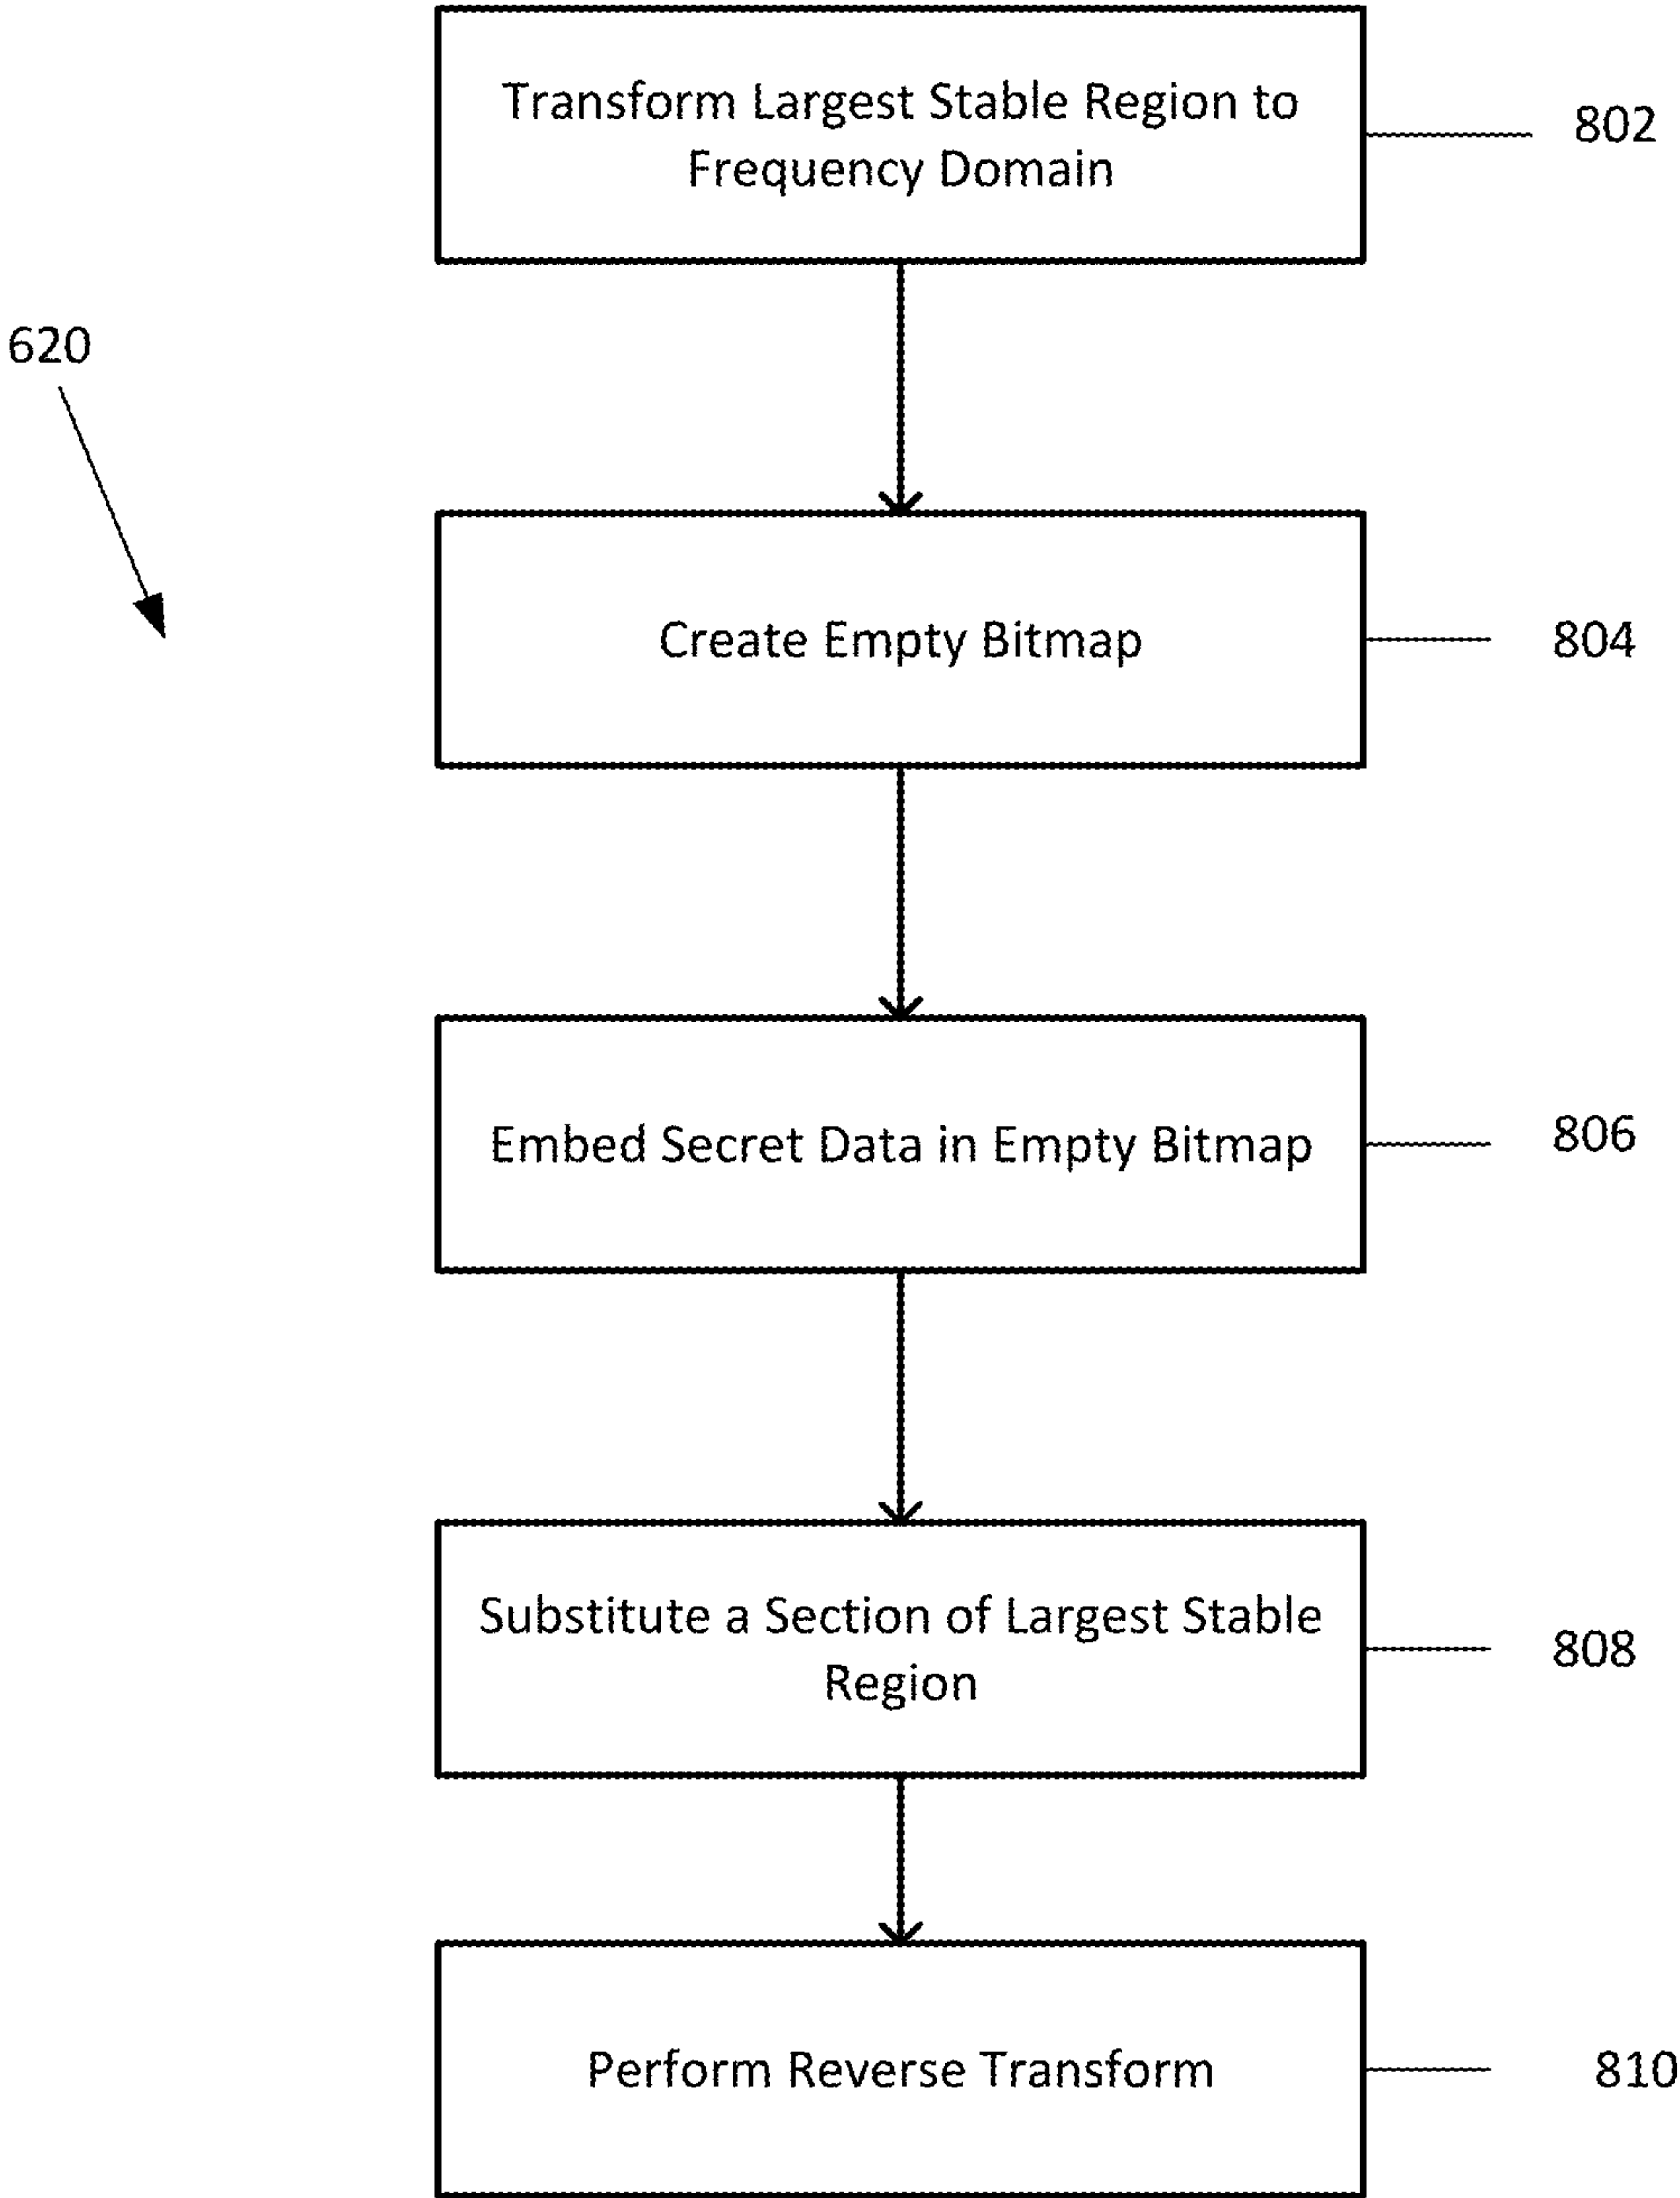 Transform Largest Stable Region to
Frequency Domain
802
620
Create Empty Bitmap
804
Embed Secret Data in Empty Bitmap
806
Substitute a Section of Largest Stable
Region
808
Perform Reverse Transform
810